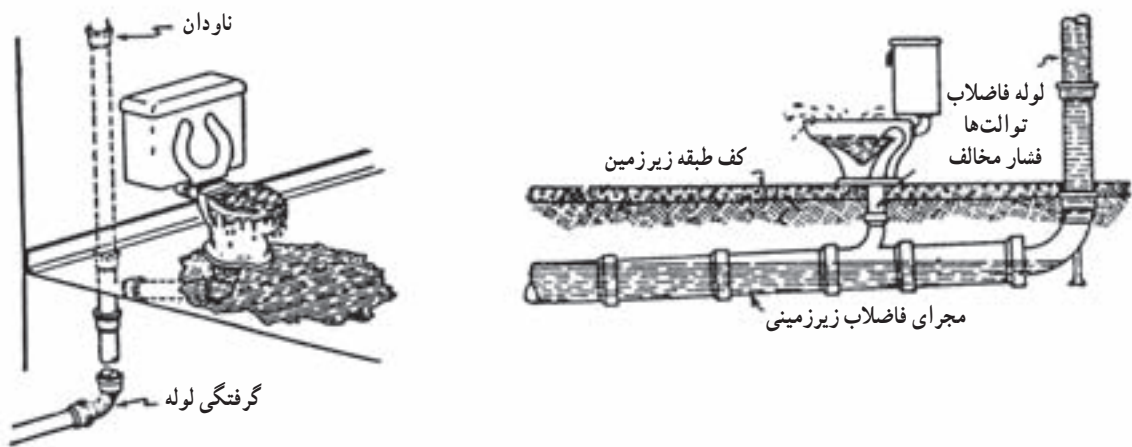 ناودان
لوله فاضلاب
توالت‌ها
فشار مخالف
کف طبقه زیرزمین
مجرای فاضلاب زیرزمینی
گرفتگی لوله